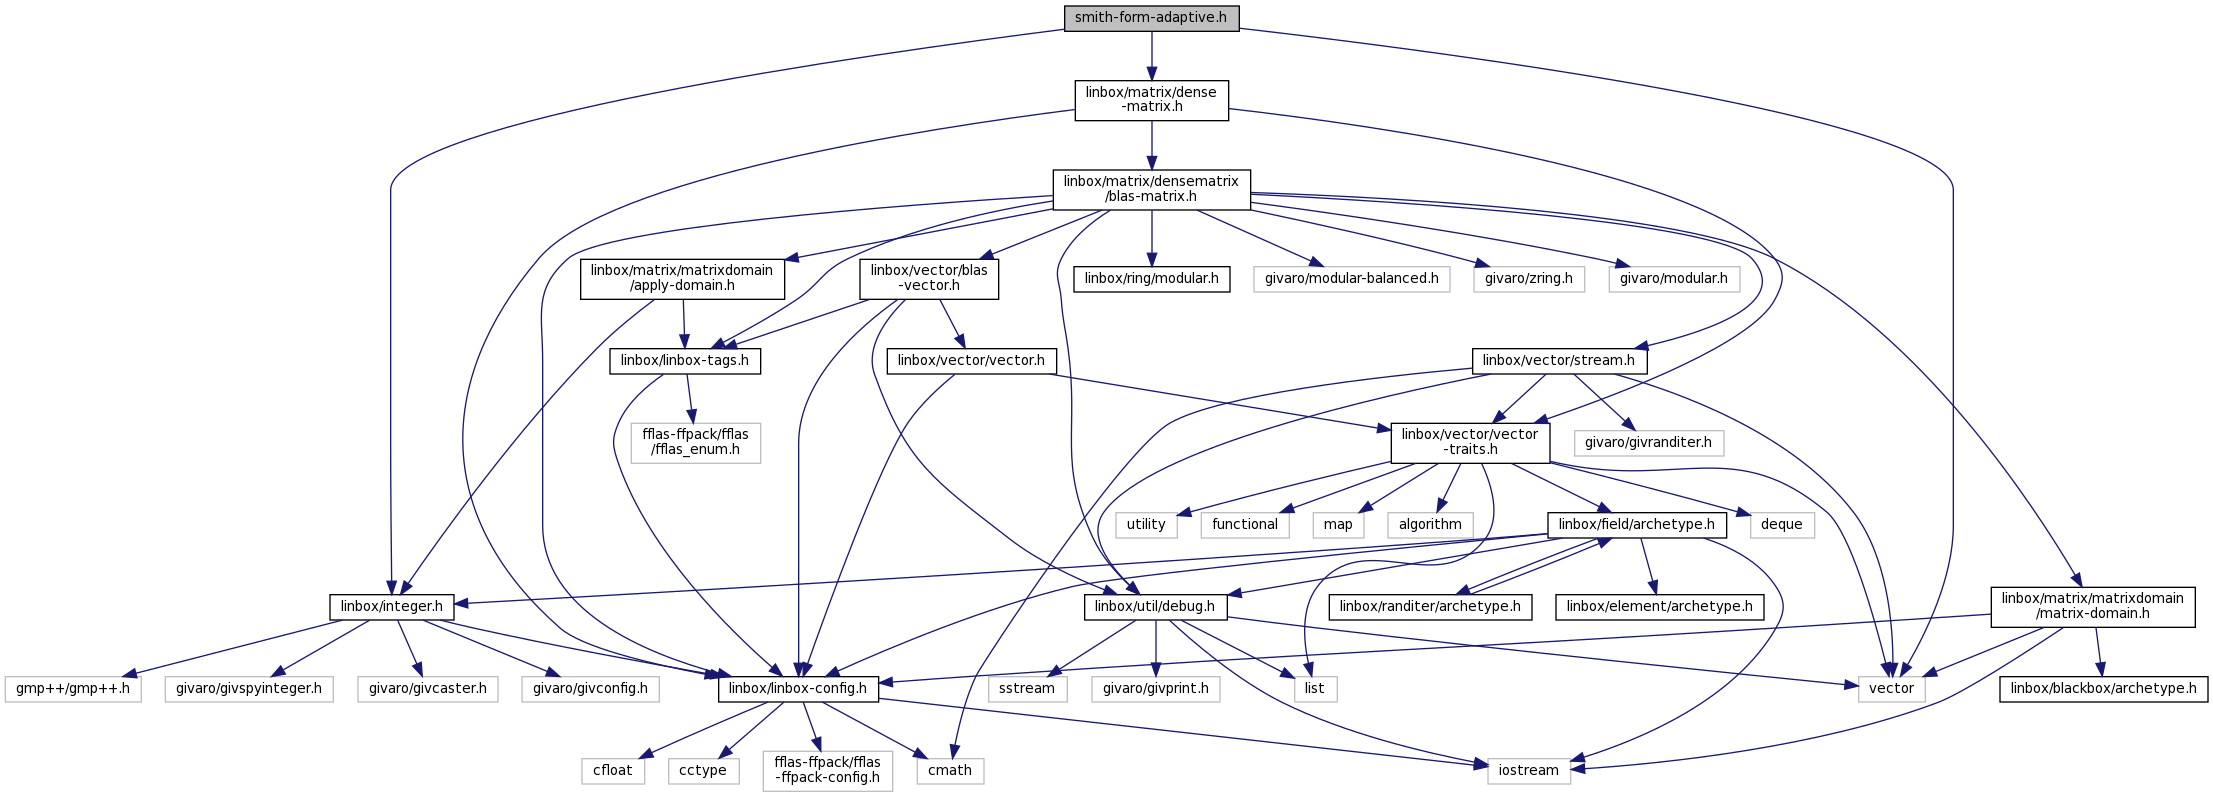 smith-form-adaptive.h
linbox/matrix/dense
-matrix.h
linbox/matrix/densematrix
/blas-matrix.h
linbox/matrix/matrixdomain
/apply-domain.h
linbox/vector/blas
-vector.h
linbox/ring/modular.h
givaro/modular-balanced.h
givaro/zring.h
givaro/modular.h
linbox/linbox-tags.h
linbox/vector/vector.h
linbox/vector/stream.h
fflas-ffpack/fflas
/fflas_enum.h
linbox/vector/vector
-traits.h
givaro/givranditer.h
utility
functional
map
algorithm
linbox/field/archetype.h
deque
linbox/integer.h
linbox/util/debug.h
linbox/randiter/archetype.h
linbox/element/archetype.h
linbox/matrix/matrixdomain
/matrix-domain.h
gmp++/gmp++.h
givaro/givspyinteger.h
givaro/givcaster.h
givaro/givconfig.h
linbox/linbox-config.h
sstream
givaro/givprint.h
list
vector
linbox/blackbox/archetype.h
cfloat
cctype
fflas-ffpack/fflas
-ffpack-config.h
cmath
iostream